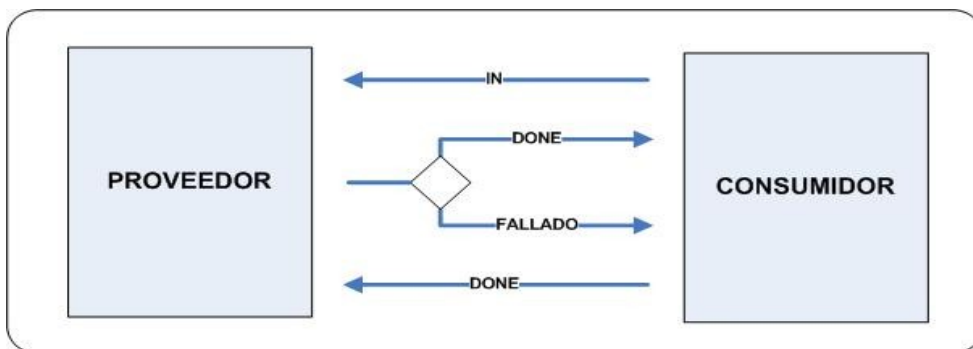 IN
DONE
PROVEEDOR
CONSUMIDOR
FALLADO
DONE